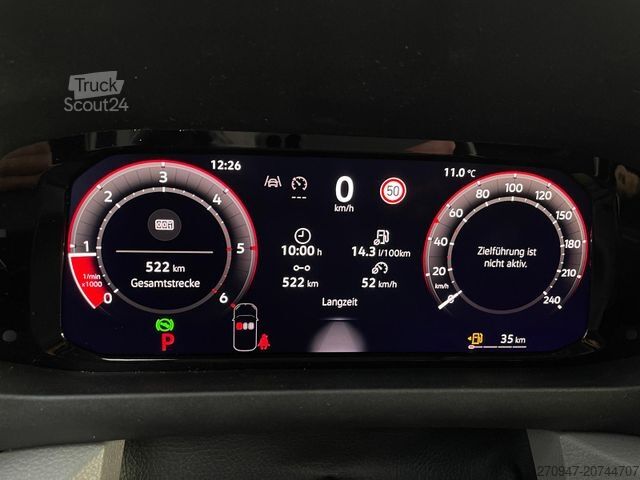 Truck
Scout24
12:26
0
km/h
50
11.0 °C
0 1 2 3 4 5 6
1/min
x1000
522 km
Gesamtstrecke
10:00 h
14.3 l/100km
522 km
52 km/h
Langzeit
0 20 40 60 80 100 120 160 180 210 240
km/h
Zielführung ist
nicht aktiv.
P
35 km
270947-20744707